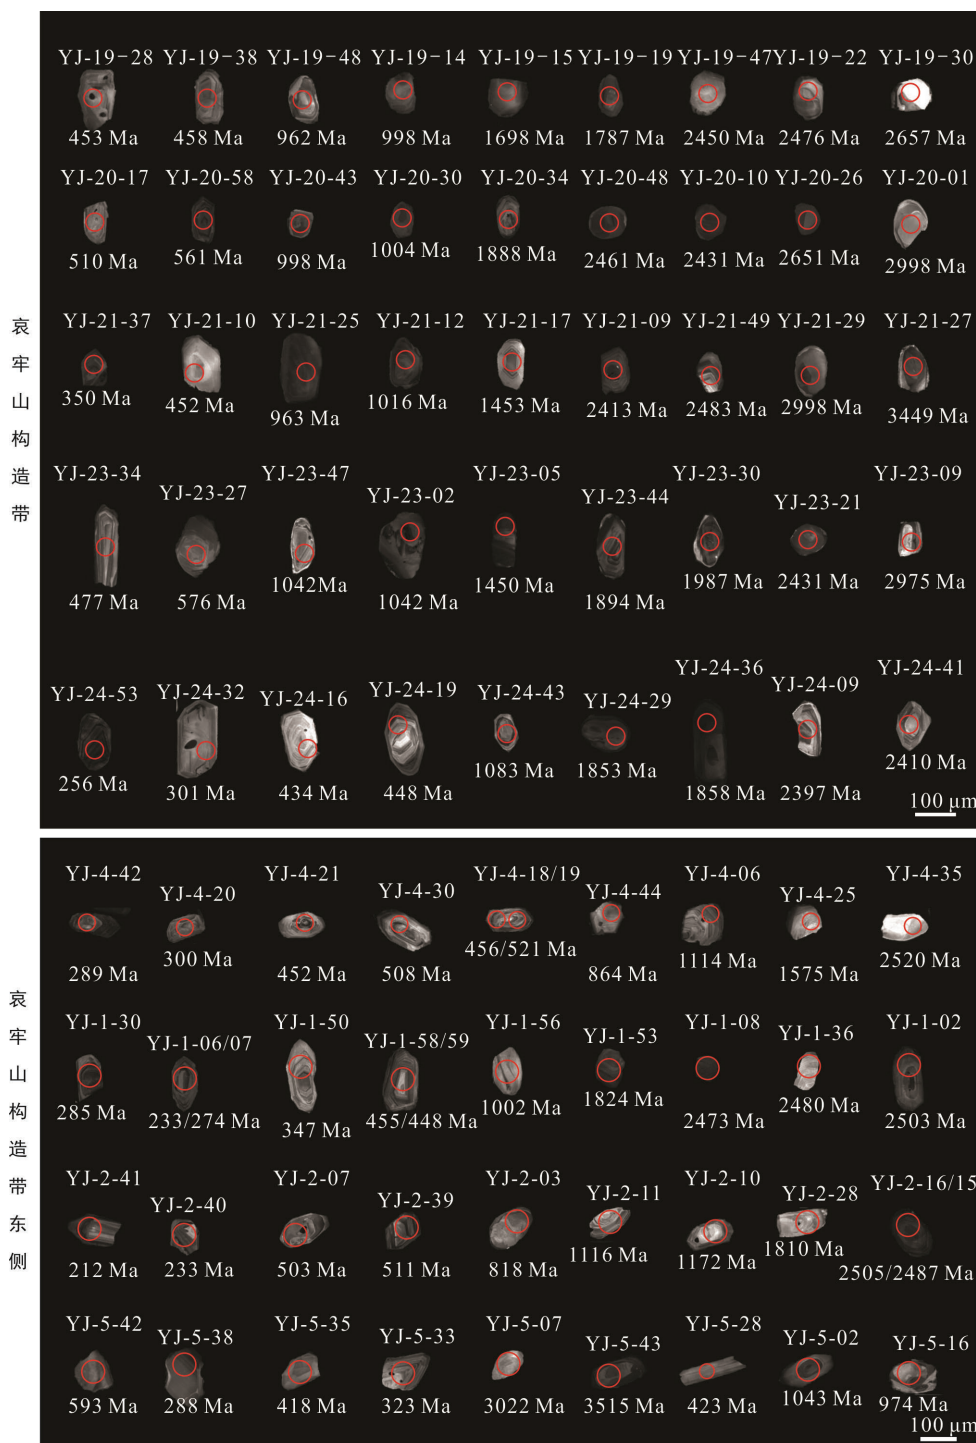 哀牢山构造带
YJ-19-28 YJ-19-38 YJ-19-48 YJ-19-14 YJ-19-15 YJ-19-19 YJ-19-47 YJ-19-22 YJ-19-30
453 Ma 458 Ma 962 Ma 998 Ma 1698 Ma 1787 Ma 2450 Ma 2476 Ma 2657 Ma
YJ-20-17 YJ-20-58 YJ-20-43 YJ-20-30 YJ-20-34 YJ-20-48 YJ-20-10 YJ-20-26 YJ-20-01
510 Ma 561 Ma 998 Ma 1004 Ma 1888 Ma 2461 Ma 2431 Ma 2651 Ma 2998 Ma
YJ-21-37 YJ-21-10 YJ-21-25 YJ-21-12 YJ-21-17 YJ-21-09 YJ-21-49 YJ-21-29 YJ-21-27
350 Ma 452 Ma 963 Ma 1016 Ma 1453 Ma 2413 Ma 2483 Ma 2998 Ma 3449 Ma
YJ-23-34 YJ-23-27 YJ-23-47 YJ-23-02 YJ-23-05 YJ-23-44 YJ-23-30 YJ-23-21 YJ-23-09
477 Ma 576 Ma 1042Ma 1042 Ma 1450 Ma 1894 Ma 1987 Ma 2431 Ma 2975 Ma
YJ-24-53 YJ-24-32 YJ-24-16 YJ-24-19 YJ-24-43 YJ-24-29 YJ-24-36 YJ-24-09 YJ-24-41
256 Ma 301 Ma 434 Ma 448 Ma 1083 Ma 1853 Ma 1858 Ma 2397 Ma 2410 Ma
100 μm
哀牢山构造带东侧
YJ-4-42 YJ-4-20 YJ-4-21 YJ-4-30 YJ-4-18/19 YJ-4-44 YJ-4-06 YJ-4-25 YJ-4-35
289 Ma 300 Ma 452 Ma 508 Ma 456/521 Ma 864 Ma 1114 Ma 1575 Ma 2520 Ma
YJ-1-30 YJ-1-06/07 YJ-1-50 YJ-1-58/59 YJ-1-56 YJ-1-53 YJ-1-08 YJ-1-36 YJ-1-02
285 Ma 233/274 Ma 347 Ma 455/448 Ma 1002 Ma 1824 Ma 2473 Ma 2480 Ma 2503 Ma
YJ-2-41 YJ-2-40 YJ-2-07 YJ-2-39 YJ-2-03 YJ-2-11 YJ-2-10 YJ-2-28 YJ-2-16/15
212 Ma 233 Ma 503 Ma 511 Ma 818 Ma 1116 Ma 1172 Ma 1810 Ma 2505/2487 Ma
YJ-5-42 YJ-5-38 YJ-5-35 YJ-5-33 YJ-5-07 YJ-5-43 YJ-5-28 YJ-5-02 YJ-5-16
593 Ma 288 Ma 418 Ma 323 Ma 3022 Ma 3515 Ma 423 Ma 1043 Ma 974 Ma
100 μm